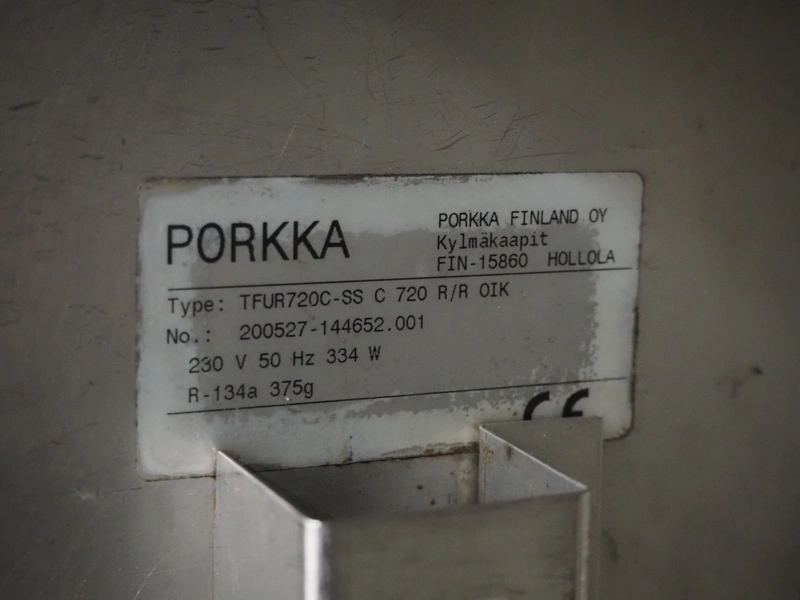 PORKKA
PORKKA FINLAND OY
Kylmäkaapit
FIN-15860 HOLLOLA
Type: TFUR720C-SS C 720 R/R OIK
No.: 200527-144652.001
230 V 50 Hz 334 W
R-134a 375g
CE